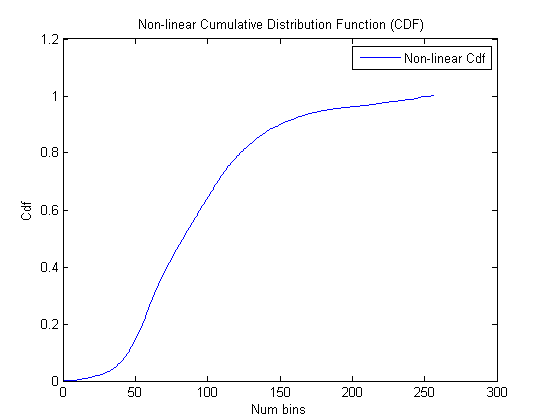 Non-linear Cumulative Distribution Function (CDF)
1.2
Non-linear Cdf
1
0.8
0.6
Cdf
0.4
0.2
0
0 50 100 150 200 250 300
Num bins